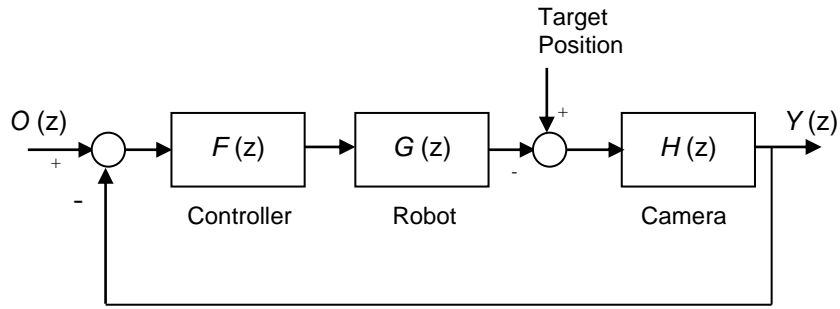 Target
Position
O (z)
+
-
F (z)
G (z)
-
+
H (z)
Y (z)
Controller
Robot
Camera